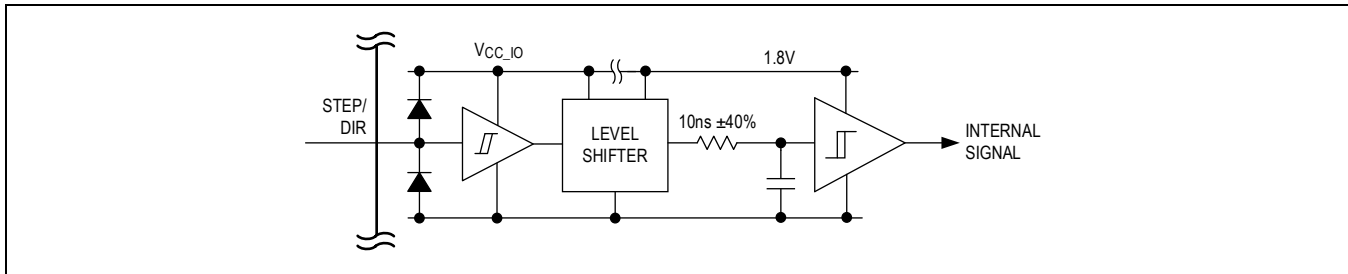 VCC_IO
1.8V
STEP/
DIR
LEVEL
SHIFTER
10ns ±40%
INTERNAL
SIGNAL